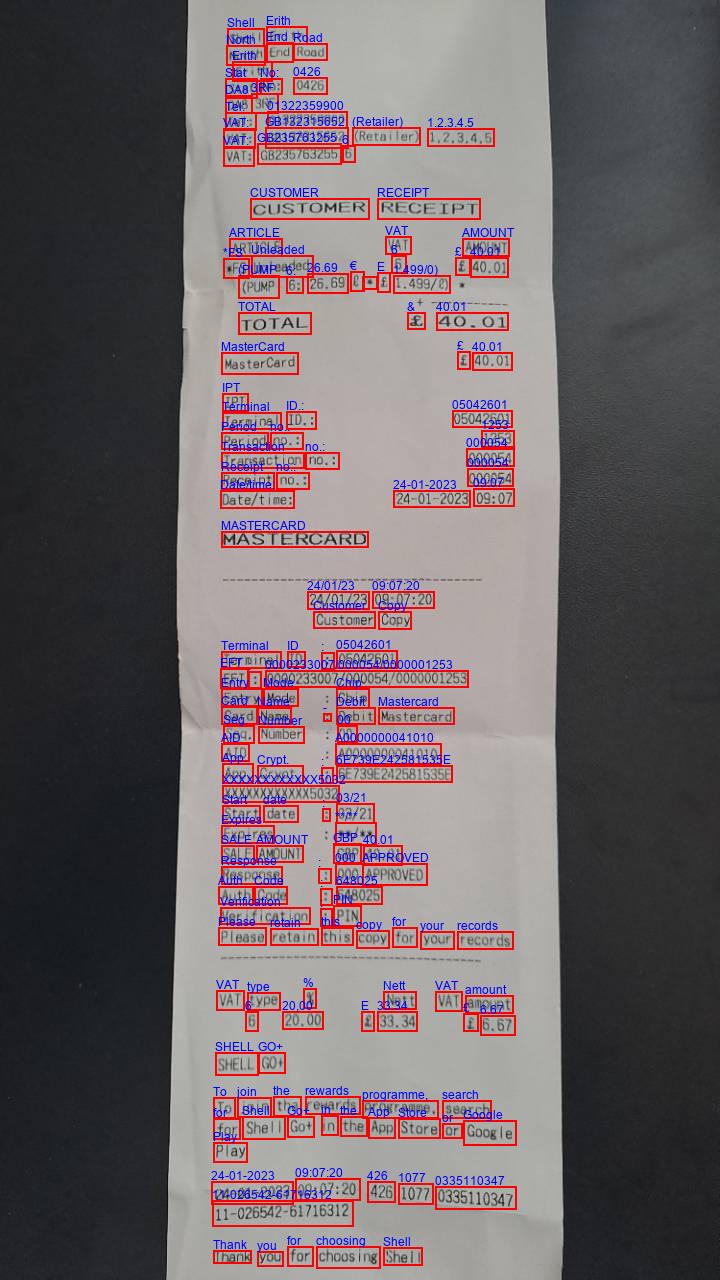 Shell Erith
North End Road
Erith
DA8 3RF
Stat No: 0426
Tel: 01322359900
VAT: GB132315652 (Retailer) 1,2,3,4,5
VAT: GB235763255 6
CUSTOMER RECEIPT
ARTICLE VAT AMOUNT
*FS Unleaded 6 £ 40.01
(PUMP 6: 26.69 ℓ * £ 1.499/ℓ) *
TOTAL £ 40.01
MasterCard £ 40.01
IPT
Terminal ID.: 05042601
Period no.: 1253
Transaction no.: 000054
Receipt no.: 000054
Date/time: 24-01-2023 09:07
MASTERCARD
24/01/23 09:07:20
Customer Copy
Terminal ID : 05042601
EFT : 0000233007/000054/0000001253
Entry Mode : Chip
Card Name : Debit Mastercard
Seq. Number : 00
AID : A0000000041010
App. Crypt. : 6E739E242581535E
XXXXXXXXXXXX5032
Start date : 03/21
Expires : **/**
SALE AMOUNT GBP 40.01
Response : 000 APPROVED
Auth Code : 648025
Verification : PIN
Please retain this copy for your records
VAT type % Nett VAT amount
6 20.00 £ 33.34 £ 6.67
SHELL GO+
To join the rewards programme, search
for Shell Go+ in the App Store or Google
Play
24-01-2023 09:07:20 426 1077 0335110347
11-026542-61716312
Thank you for choosing Shell